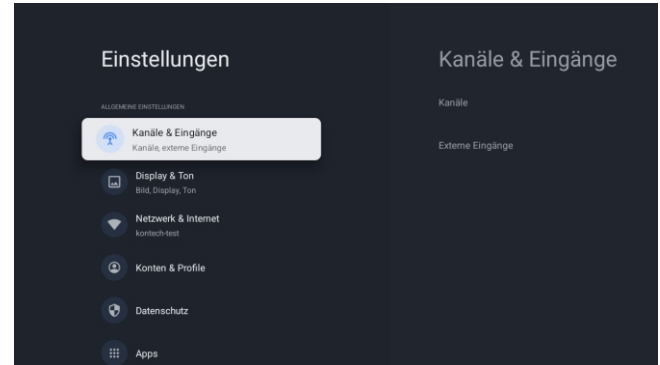 Einstellungen
ALLGEMEINE EINSTELLUNGEN
Kanäle & Eingänge
Kanäle, externe Eingänge
Display & Ton
Bild, Display, Ton
Netzwerk & Internet
kontech-test
Konten & Profile
Datenschutz
Apps
Kanäle & Eingänge
Kanäle
Externe Eingänge